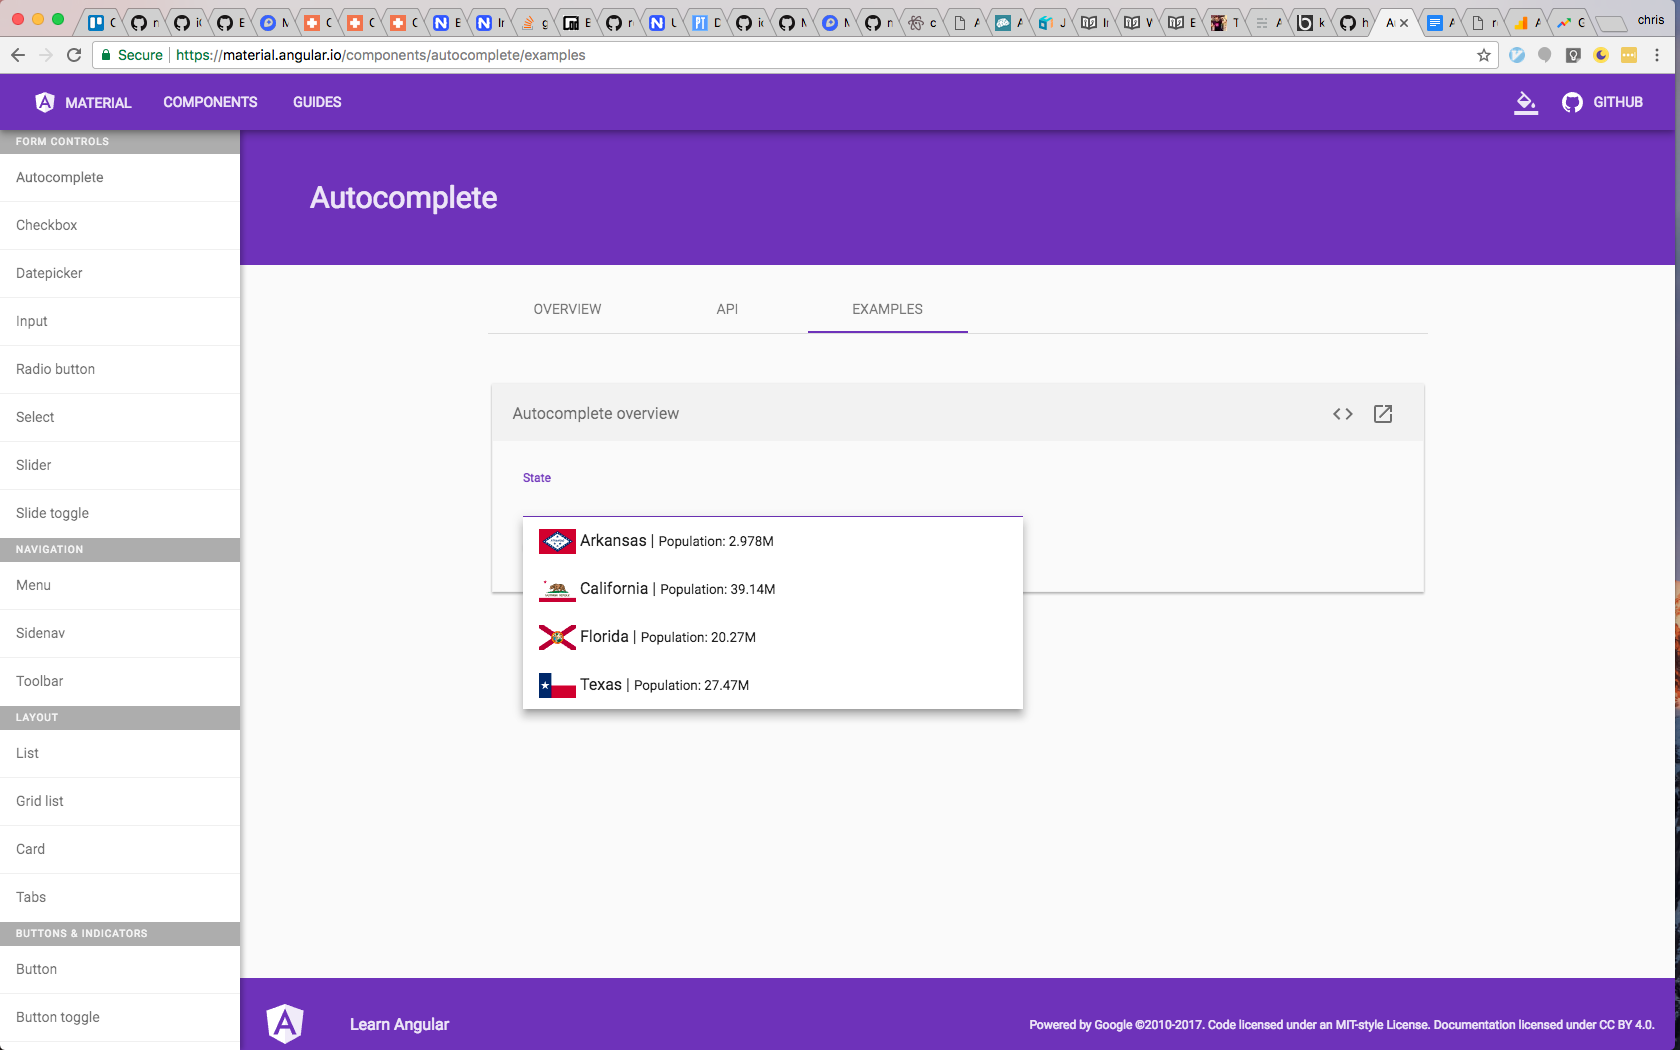 chris
Secure https://material.angular.io/components/autocomplete/examples
MATERIAL COMPONENTS GUIDES GITHUB
FORM CONTROLS
Autocomplete
Checkbox
Datepicker
Input
Radio button
Select
Slider
Slide toggle
NAVIGATION
Menu
Sidenav
Toolbar
LAYOUT
List
Grid list
Card
Tabs
BUTTONS & INDICATORS
Button
Button toggle
Autocomplete
OVERVIEW API EXAMPLES
Autocomplete overview
State
Arkansas | Population: 2.978M
California | Population: 39.14M
Florida | Population: 20.27M
Texas | Population: 27.47M
Learn Angular
Powered by Google ©2010-2017. Code licensed under an MIT-style License. Documentation licensed under CC BY 4.0.